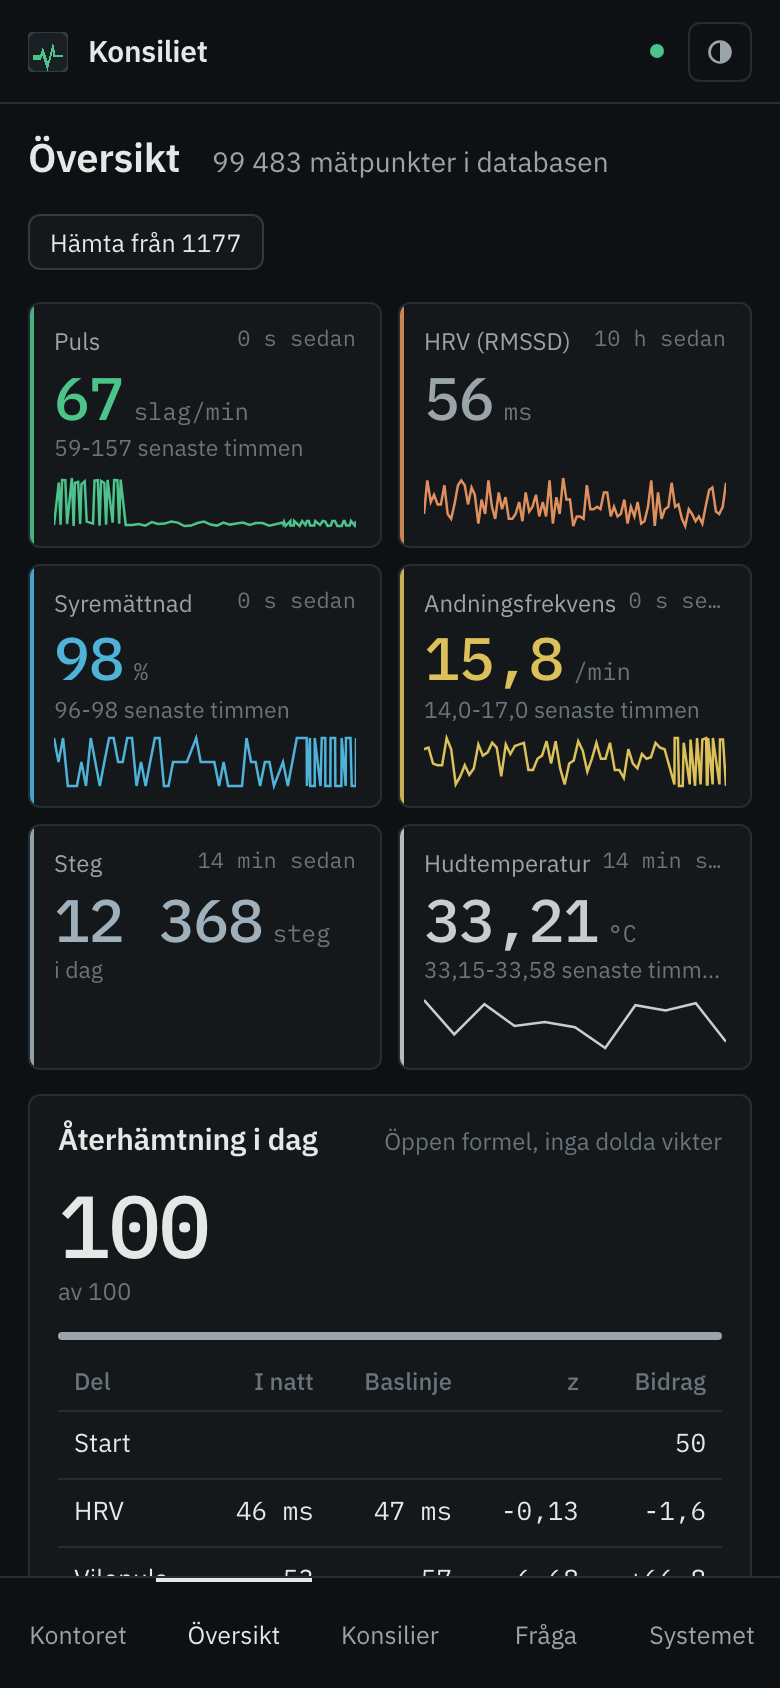 Konsiliet
Översikt 99 483 mätpunkter i databasen
Hämta från 1177
Puls 0 s sedan
67 slag/min
59-157 senaste timmen
HRV (RMSSD) 10 h sedan
56 ms
Syremättnad 0 s sedan
98 %
96-98 senaste timmen
Andningsfrekvens 0 s se…
15,8 /min
14,0-17,0 senaste timmen
Steg 14 min sedan
12 368 steg
i dag
Hudtemperatur 14 min s…
33,21 °C
33,15-33,58 senaste timm…
Återhämtning i dag Öppen formel, inga dolda vikter
100
av 100
Del I natt Baslinje z Bidrag
Start 50
HRV 46 ms 47 ms -0,13 -1,6
Kontoret Översikt Konsilier Fråga Systemet